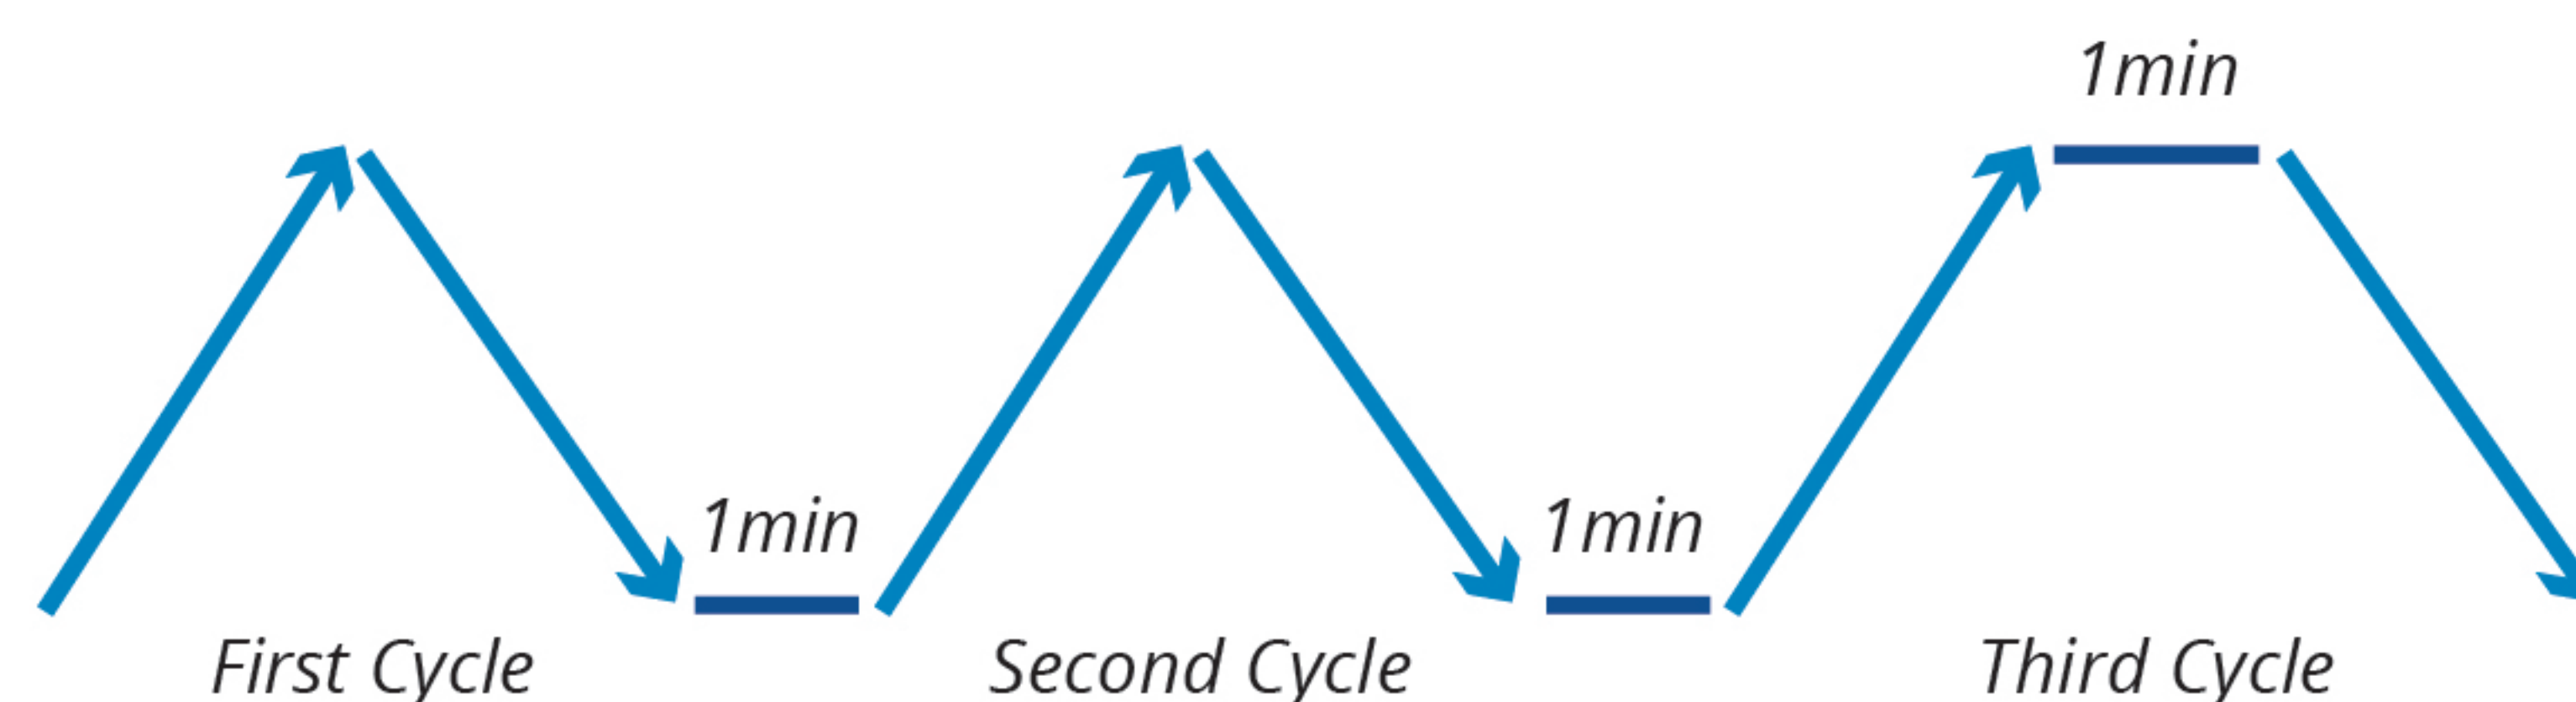 1min
1min
1min
First Cycle
Second Cycle
Third Cycle